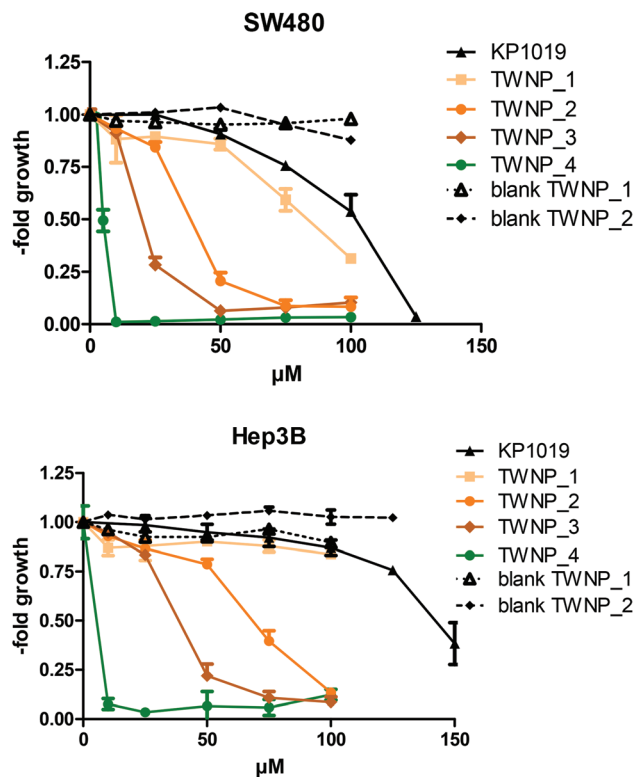 SW480
-fold growth
1.25
1.00
0.75
0.50
0.25
0.00
0
50
100
150
µM
KP1019
TWNP_1
TWNP_2
TWNP_3
TWNP_4
blank TWNP_1
blank TWNP_2
Hep3B
-fold growth
1.25
1.00
0.75
0.50
0.25
0.00
0
50
100
150
µM
KP1019
TWNP_1
TWNP_2
TWNP_3
TWNP_4
blank TWNP_1
blank TWNP_2